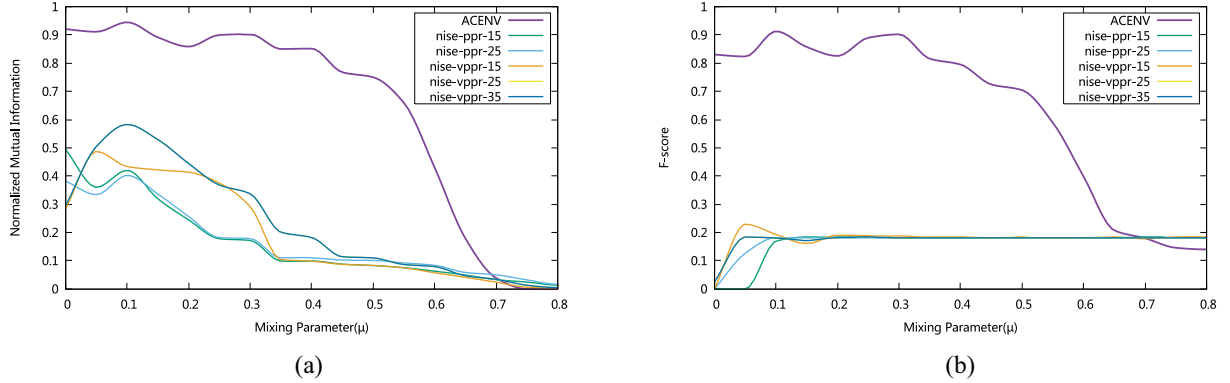 Normalized Mutual Information
1
0.9
0.8
0.7
0.6
0.5
0.4
0.3
0.2
0.1
0
0 0.1 0.2 0.3 0.4 0.5 0.6 0.7 0.8
Mixing Parameter(μ)
ACENV
nise-ppr-15
nise-ppr-25
nise-vppr-15
nise-vppr-25
nise-vppr-35
(a)
F-score
1
0.9
0.8
0.7
0.6
0.5
0.4
0.3
0.2
0.1
0
0 0.1 0.2 0.3 0.4 0.5 0.6 0.7 0.8
Mixing Parameter(μ)
ACENV
nise-ppr-15
nise-ppr-25
nise-vppr-15
nise-vppr-25
nise-vppr-35
(b)